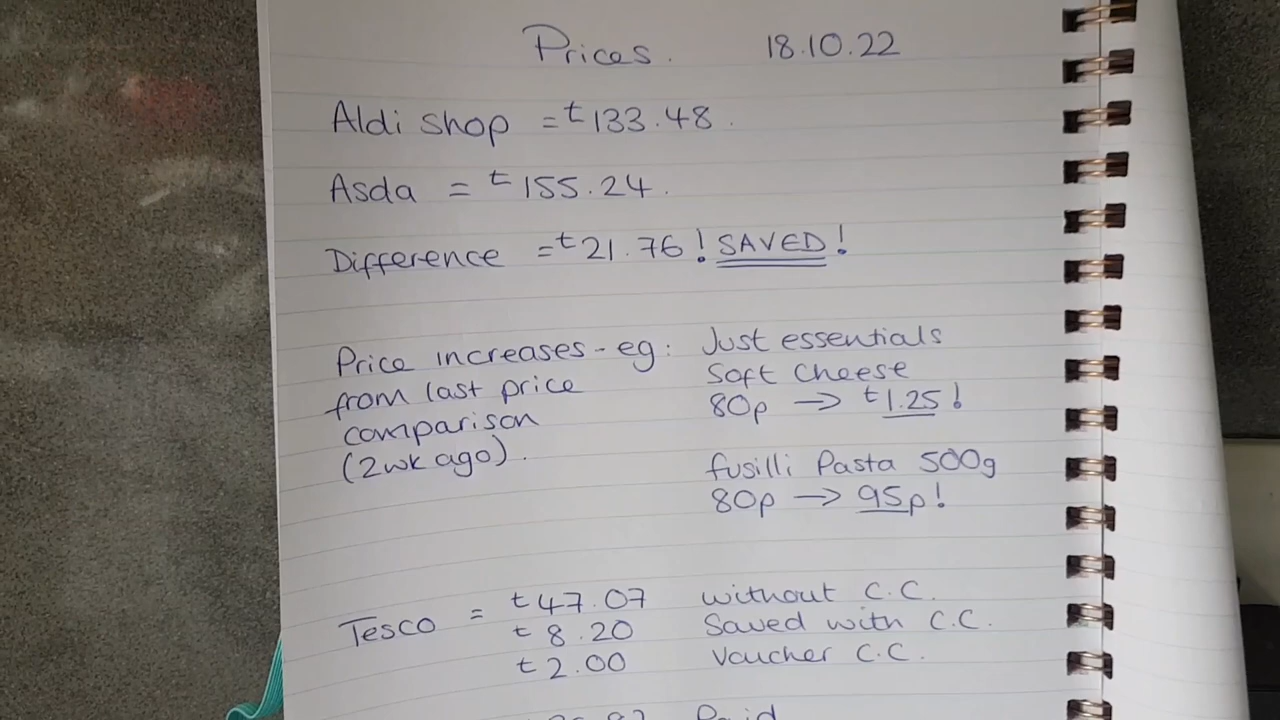 Prices. 18.10.22
Aldi shop = £133.48.
Asda = £155.24.
Difference = £21.76! SAVED!
Price increases - eg:
from last price
comparison
(2wk ago).
Just essentials
Soft Cheese
80p → £1.25!
fusilli Pasta 500g
80p → 95p!
Tesco = £47.07 without C.C.
£8.20 Saved with C.C.
£2.00 Voucher C.C.
Paid